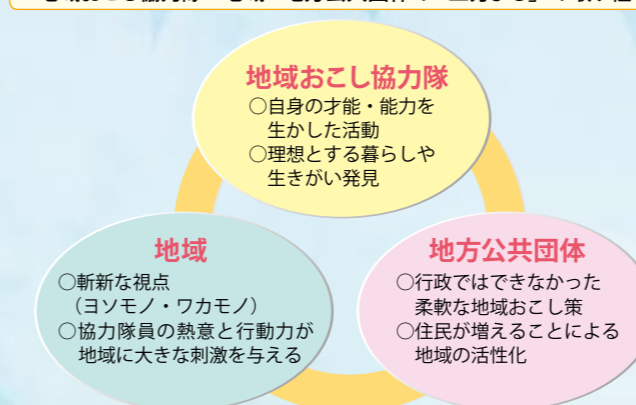 地域おこし協力隊
○自身の才能・能力を
生かした活動
○理想とする暮らしや
生きがい発見
地域
○斬新な視点
（ヨソモノ・ワカモノ）
○協力隊員の熱意と行動力が
地域に大きな刺激を与える
地方公共団体
○行政ではできなかった
柔軟な地域おこし策
○住民が増えることによる
地域の活性化